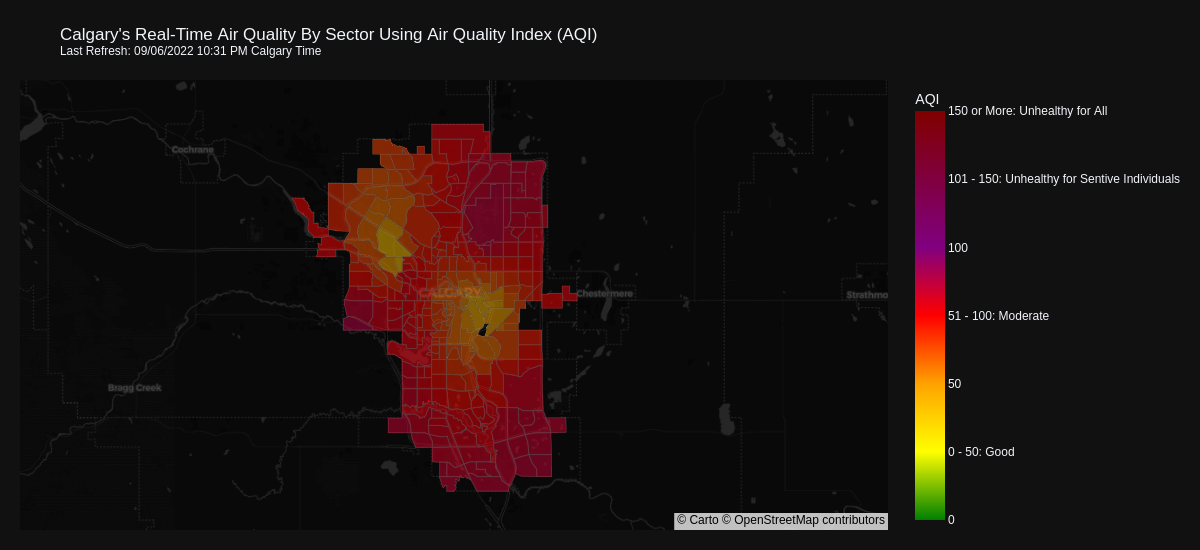 Calgary's Real-Time Air Quality By Sector Using Air Quality Index (AQI)
Last Refresh: 09/06/2022 10:31 PM Calgary Time
AQI
150 or More: Unhealthy for All
Cochrane
101 - 150: Unhealthy for Sentive Individuals
100
CALGARY
Chestermere
Strathmo
51 - 100: Moderate
Bragg Creek
50
0 - 50: Good
0
© Carto © OpenStreetMap contributors